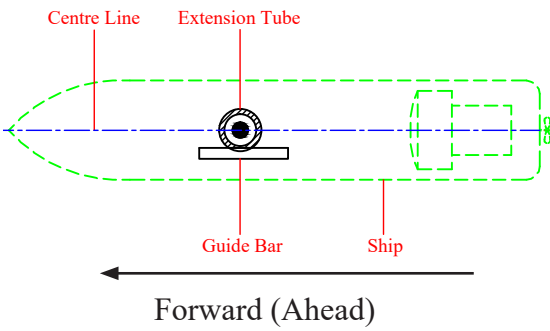 Centre Line
Extension Tube
Guide Bar
Ship
Forward (Ahead)